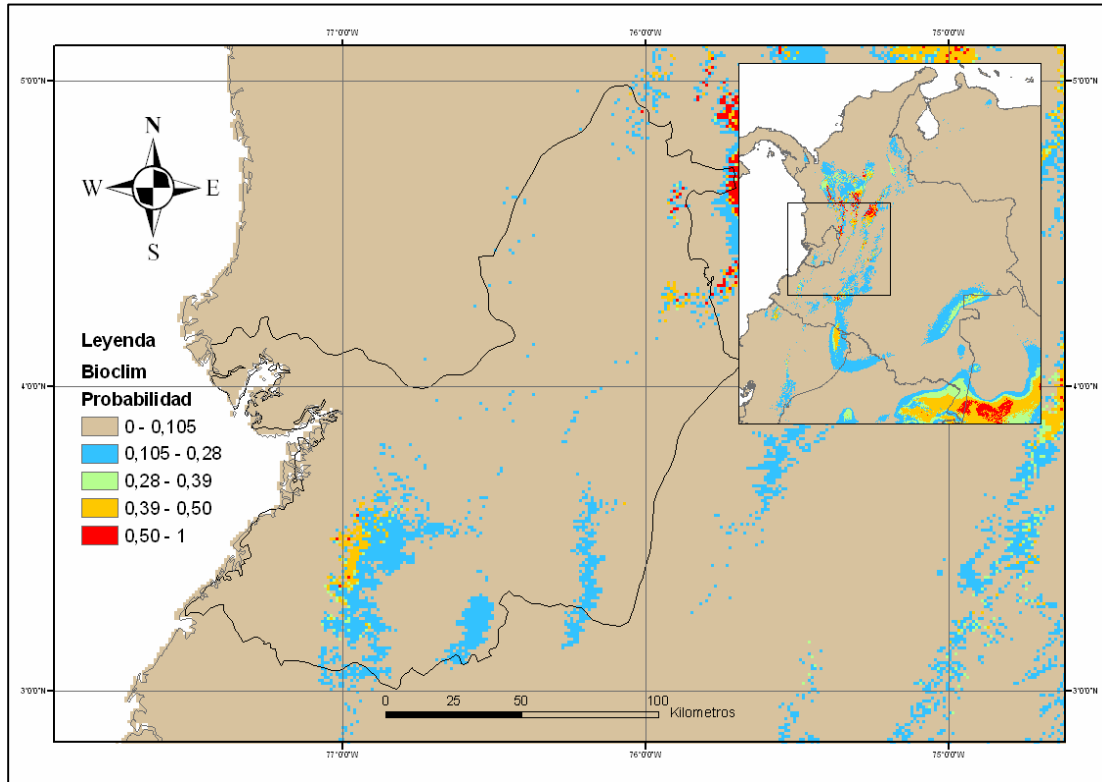 77°0'0"W
76°0'0"W
75°0'0"W
5°0'0"N
5°0'0"N
N
W
E
S
Leyenda
Bioclim
Probabilidad
0 - 0,105
0,105 - 0,28
0,28 - 0,39
0,39 - 0,50
0,50 - 1
4°0'0"N
4°0'0"N
3°0'0"N
3°0'0"N
0 25 50 100
Kilometros
77°0'0"W
76°0'0"W
75°0'0"W